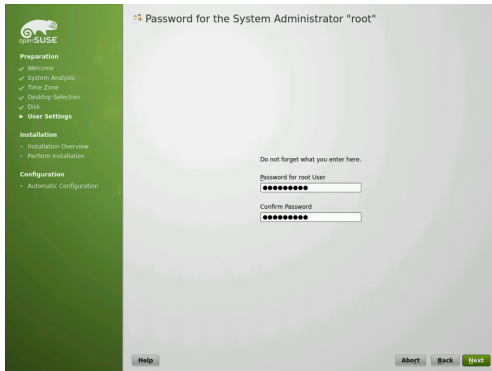 openSUSE
Preparation
Welcome
System Analysis
Time Zone
Desktop Selection
Disk
User Settings
Installation
Installation Overview
Perform Installation
Configuration
Automatic Configuration
Password for the System Administrator "root"
Do not forget what you enter here.
Password for root User
Confirm Password
Help
Abort
Back
Next